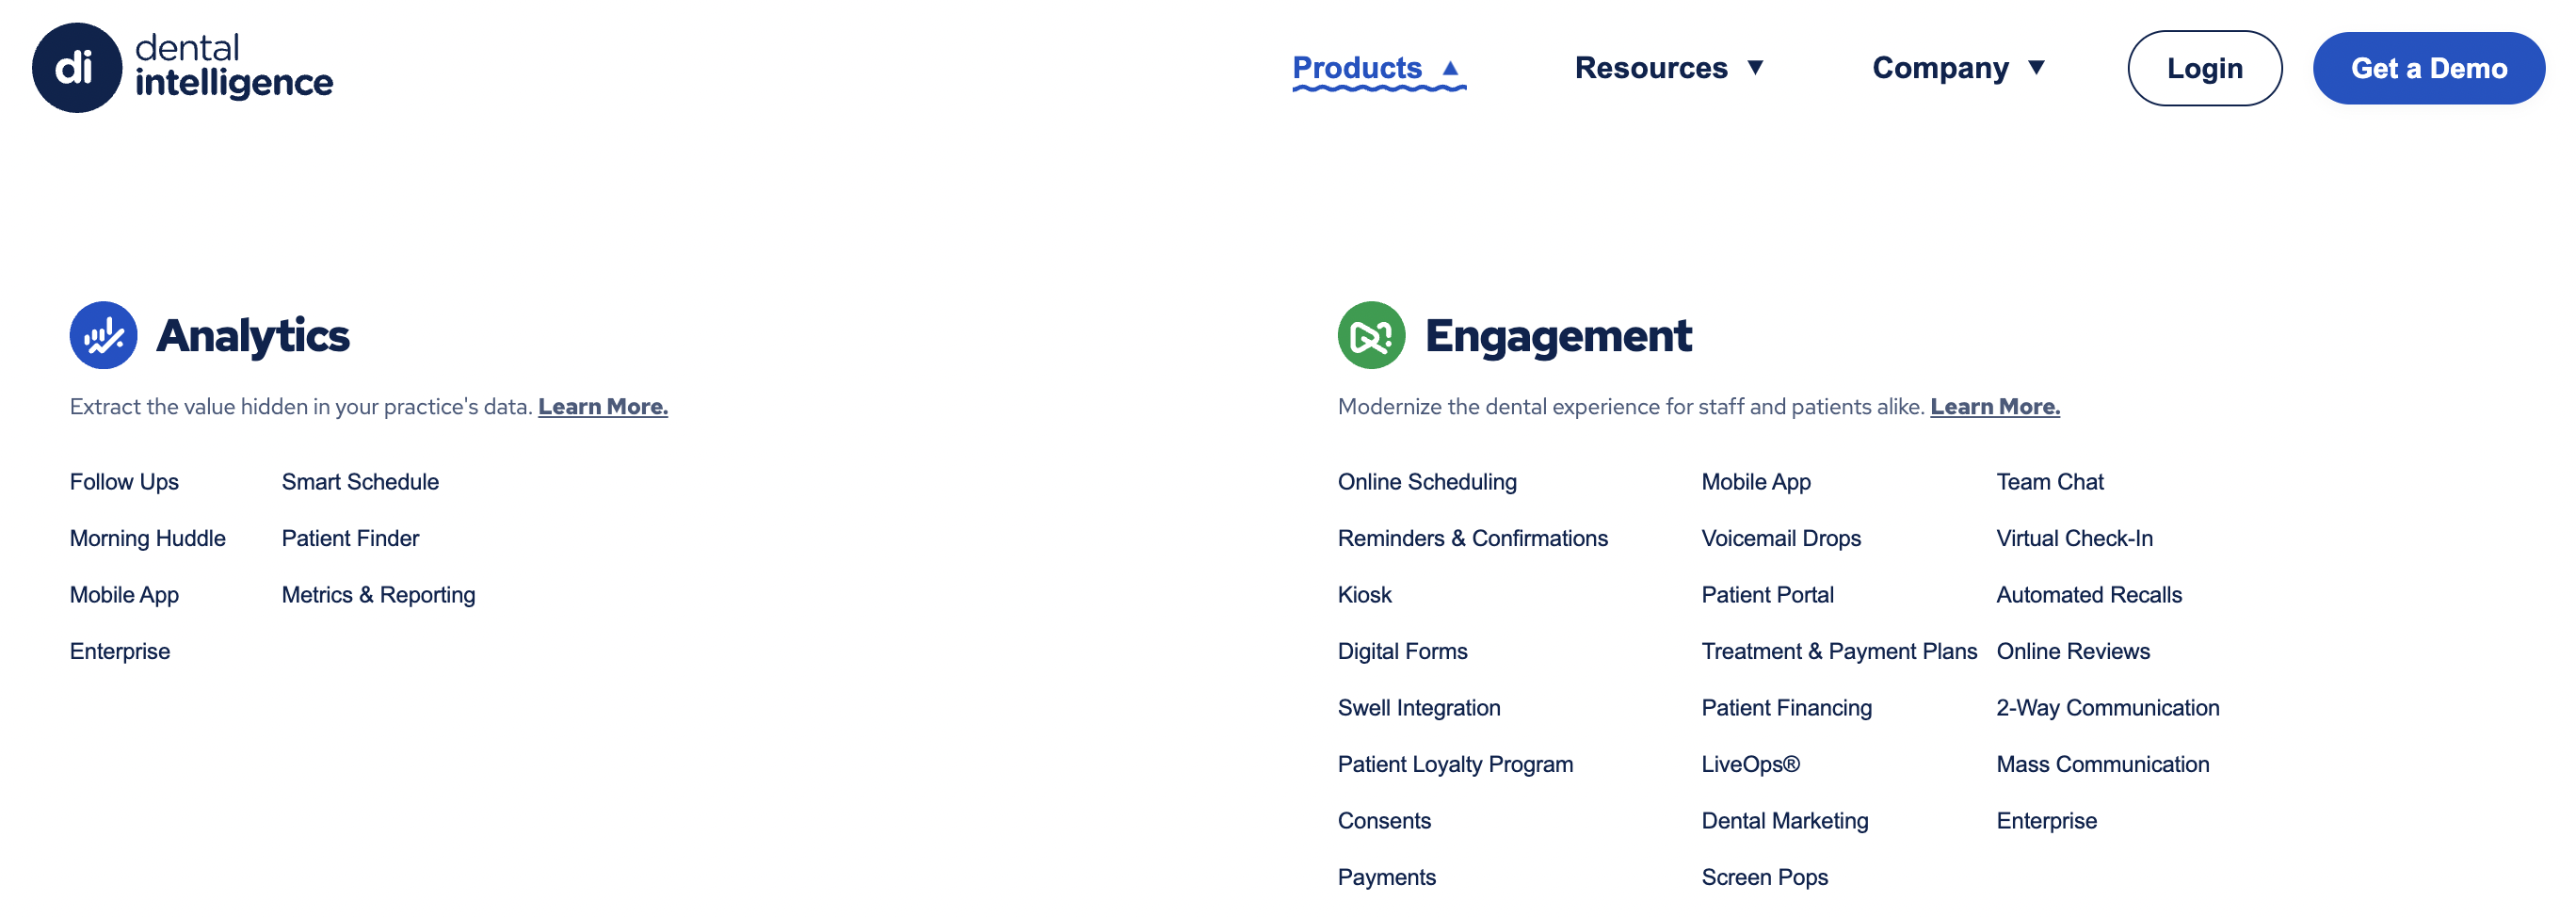 di dental
intelligence
Products ▲ Resources ▼ Company ▼ Login Get a Demo
Analytics
Extract the value hidden in your practice's data. Learn More.
Follow Ups Smart Schedule
Morning Huddle Patient Finder
Mobile App Metrics & Reporting
Enterprise
Engagement
Modernize the dental experience for staff and patients alike. Learn More.
Online Scheduling Mobile App Team Chat
Reminders & Confirmations Voicemail Drops Virtual Check-In
Kiosk Patient Portal Automated Recalls
Digital Forms Treatment & Payment Plans Online Reviews
Swell Integration Patient Financing 2-Way Communication
Patient Loyalty Program LiveOps® Mass Communication
Consents Dental Marketing Enterprise
Payments Screen Pops